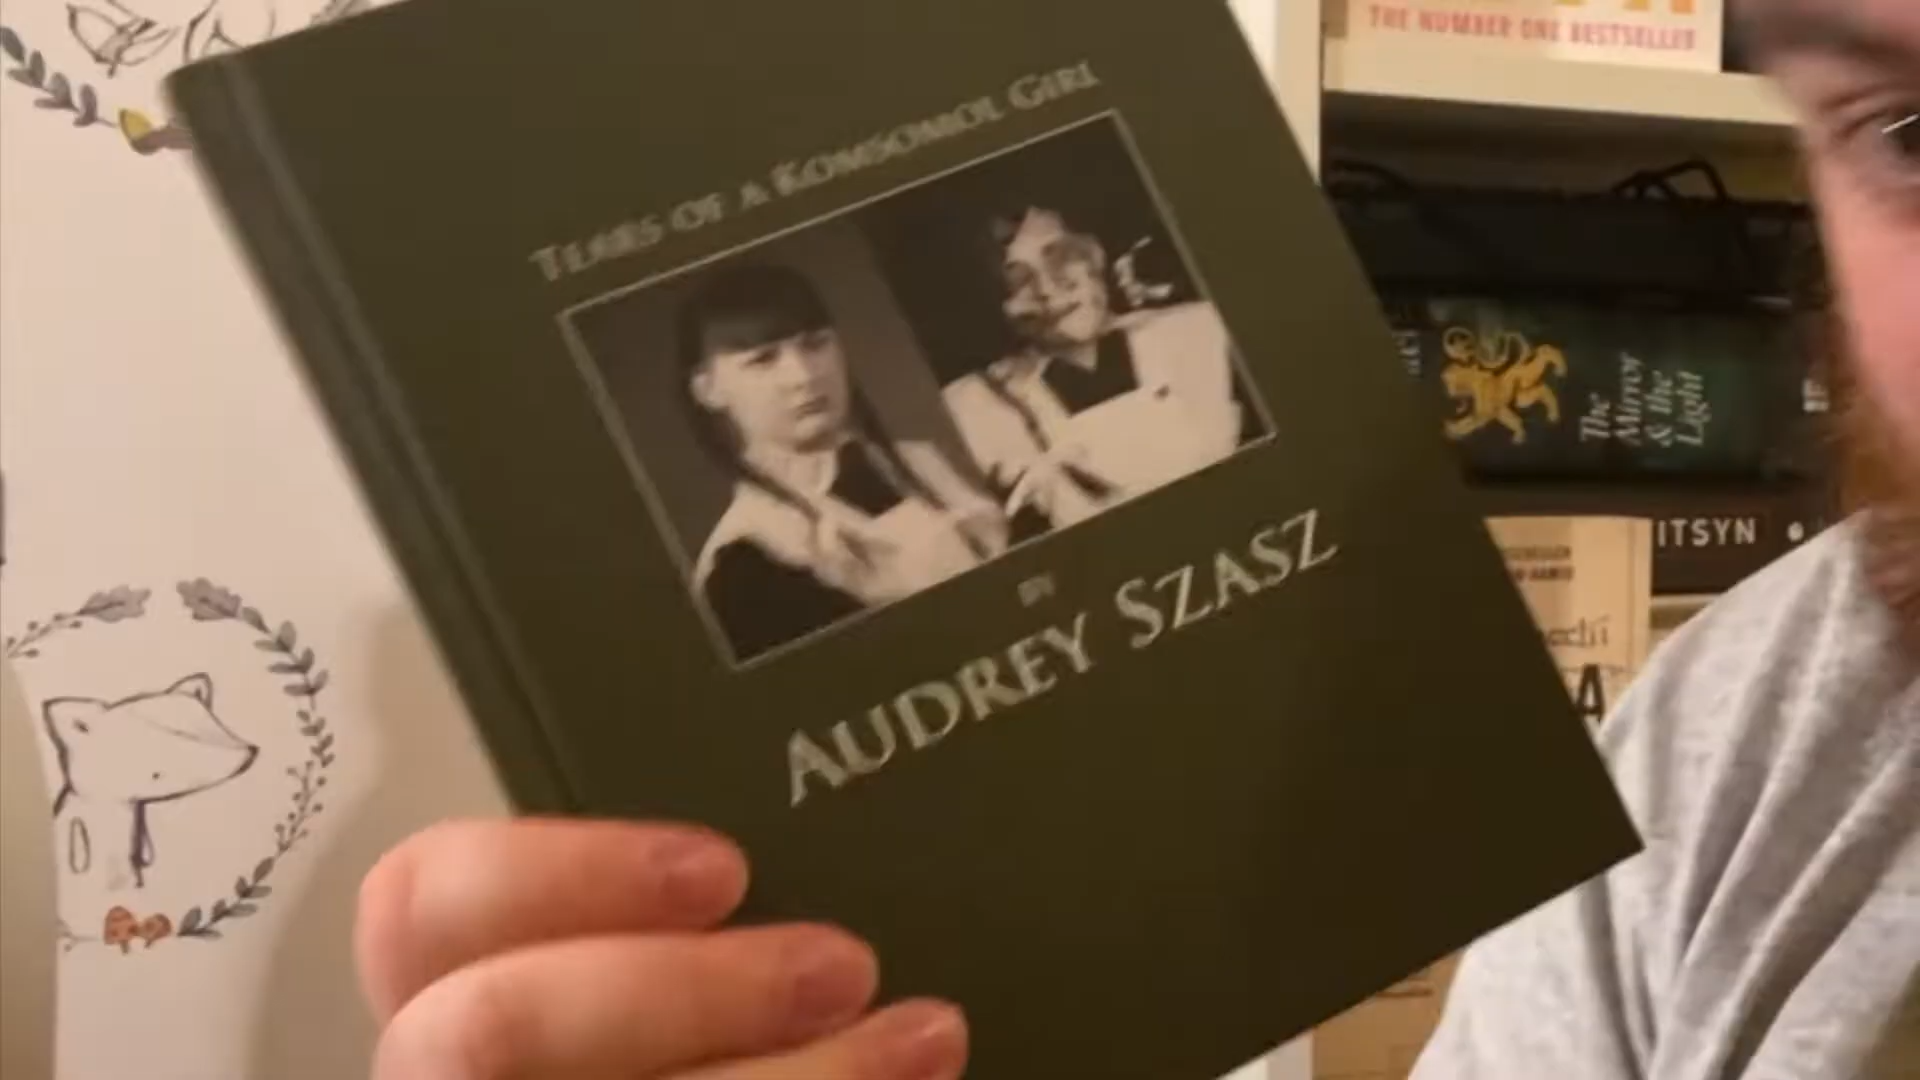 THE NUMBER ONE BESTSELLER
TEARS OF A KOMSOMOL GIRL
BY
AUDREY SZASZ
The
Mirror
& the
Light
ITSYN
A